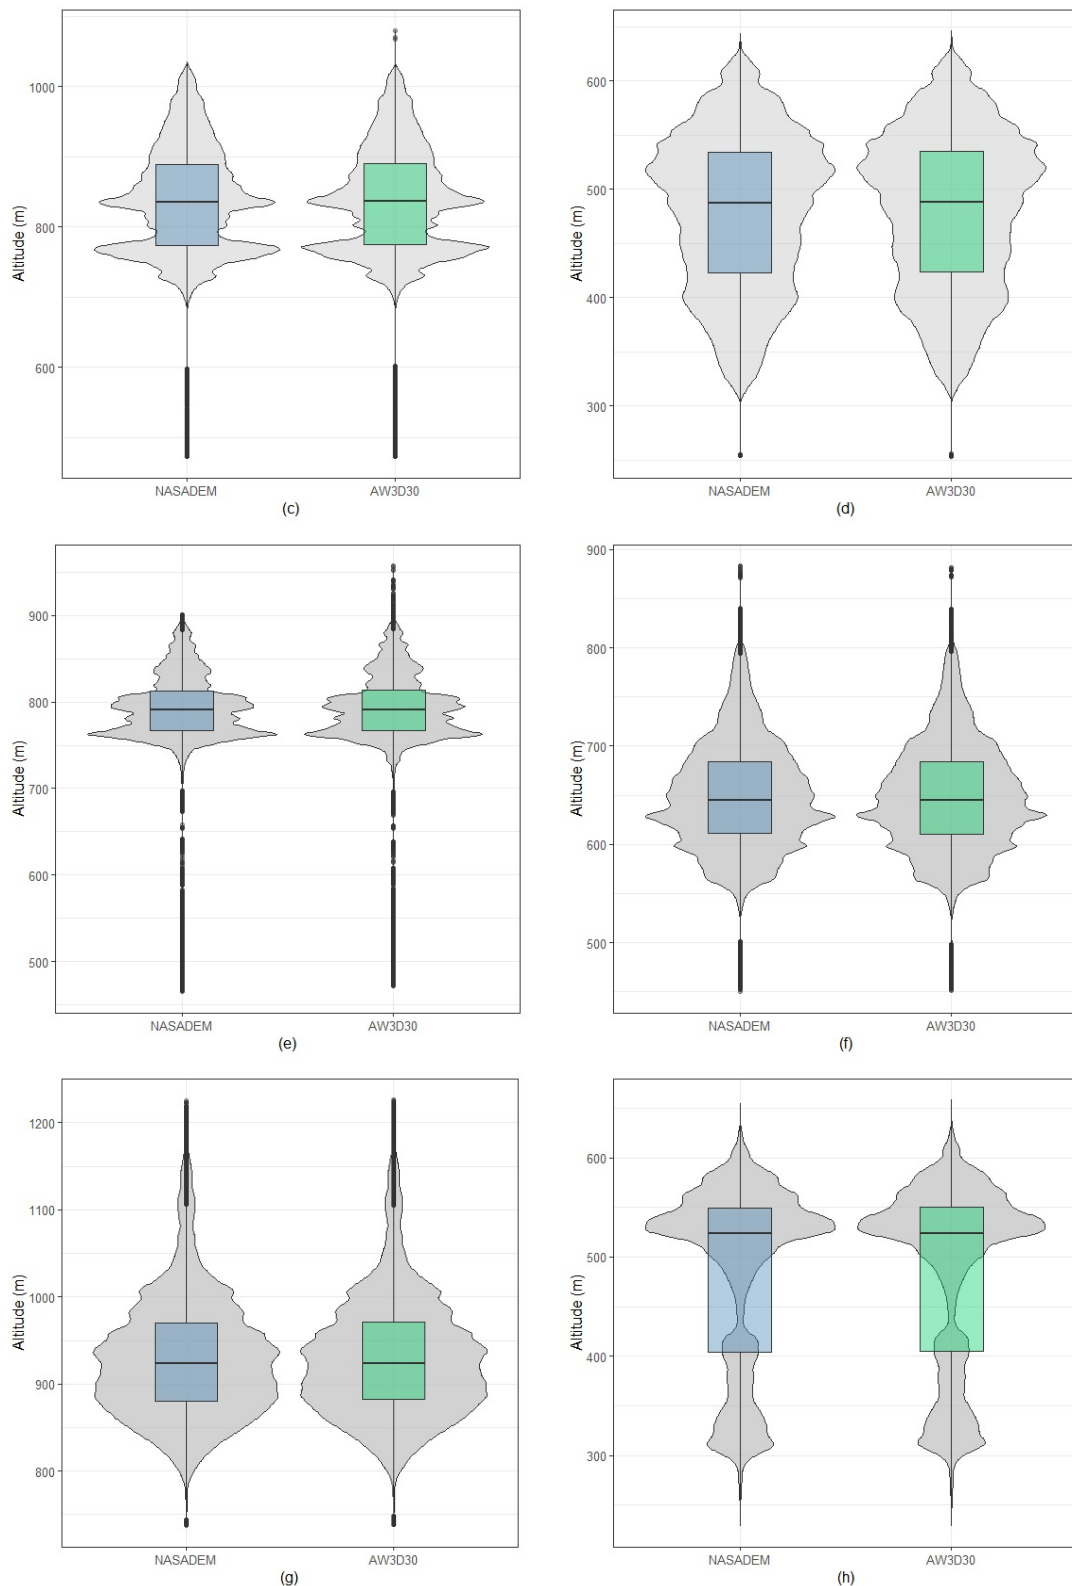 Altitude (m)
1000
800
600
NASADEM
AW3D30
(c)
Altitude (m)
600
500
400
300
NASADEM
AW3D30
(d)
Altitude (m)
900
800
700
600
500
NASADEM
AW3D30
(e)
Altitude (m)
900
800
700
600
500
NASADEM
AW3D30
(f)
Altitude (m)
1200
1100
1000
900
800
NASADEM
AW3D30
(g)
Altitude (m)
600
500
400
300
NASADEM
AW3D30
(h)